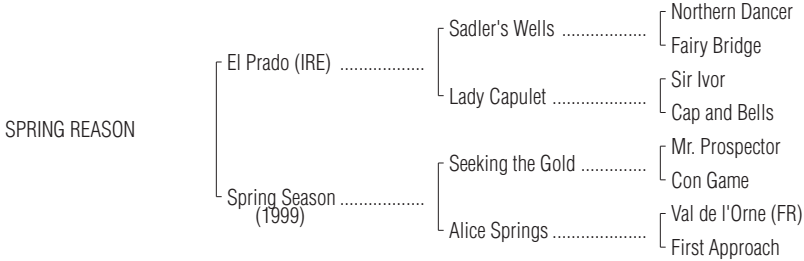 Northern Dancer
Sadler's Wells ..................
Fairy Bridge
El Prado (IRE) ..................
Sir Ivor
Lady Capulet ....................
Cap and Bells
SPRING REASON
Mr. Prospector
Seeking the Gold ..............
Con Game
Spring Season ..................
(1999)
Val de l'Orne (FR)
Alice Springs ....................
First Approach